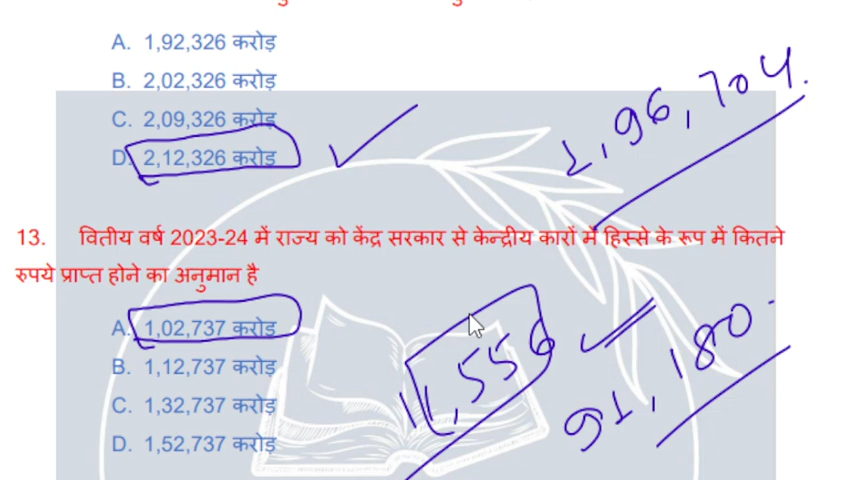 A. 1,92,326 करोड़
B. 2,02,326 करोड़
C. 2,09,326 करोड़
D. 2,12,326 करोड़
1,96,704.
13. वितीय वर्ष 2023-24 में राज्य को केंद्र सरकार से केन्द्रीय कारों में हिस्से के रूप में कितने
रुपये प्राप्त होने का अनुमान है
A. 1,02,737 करोड़
B. 1,12,737 करोड़
C. 1,32,737 करोड़
D. 1,52,737 करोड़
11,556
91,180.